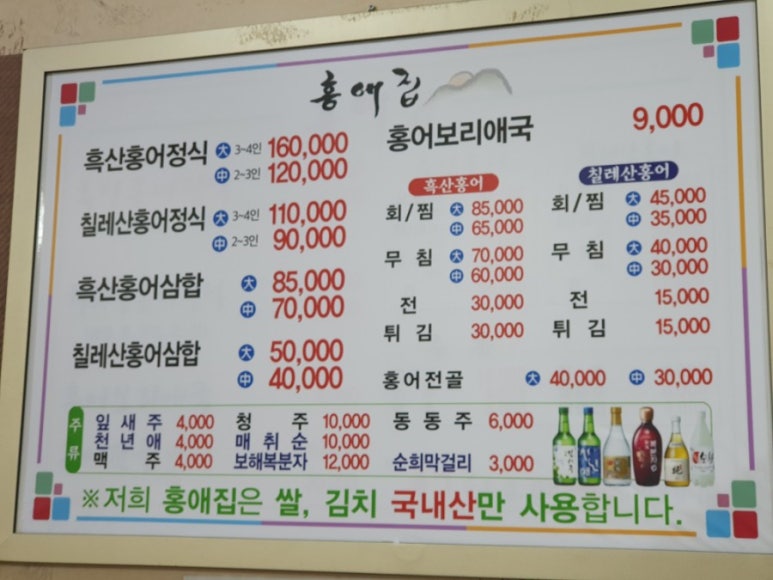 홍애집
흑산홍어정식 大 3~4인 160,000
中 2~3인 120,000
칠레산홍어정식 大 3~4인 110,000
中 2~3인 90,000
흑산홍어삼합 大 85,000
中 70,000
칠레산홍어삼합 大 50,000
中 40,000
홍어보리애국 9,000
흑산홍어
회/찜 大 85,000
中 65,000
무침 大 70,000
中 60,000
전 30,000
튀김 30,000
칠레산홍어
회/찜 大 45,000
中 35,000
무침 大 40,000
中 30,000
전 15,000
튀김 15,000
홍어전골 大 40,000 中 30,000
주류
잎새주 4,000 청주 10,000 동동주 6,000
천년애 4,000 매취순 10,000
맥주 4,000 보해복분자 12,000 순희막걸리 3,000
※저희 홍애집은 쌀, 김치 국내산만 사용합니다.